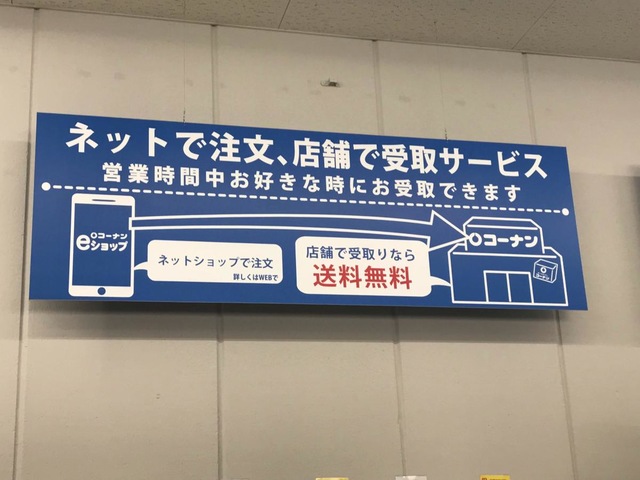 ネットで注文、店舗で受取サービス
営業時間中お好きな時にお受取できます
コーナン
eショップ
ネットショップで注文
詳しくはWEBで
店舗で受取りなら
送料無料
コーナン
コーナン